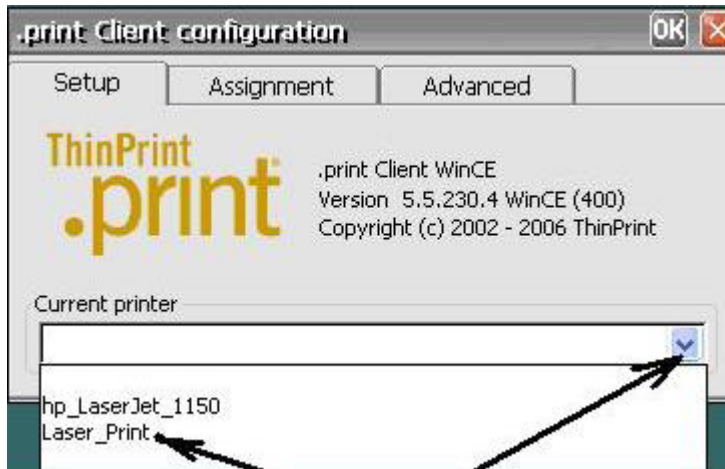 .print Client configuration OK
Setup Assignment Advanced
ThinPrint
.print
.print Client WinCE
Version 5.5.230.4 WinCE (400)
Copyright (c) 2002 - 2006 ThinPrint
Current printer
hp_LaserJet_1150
Laser_Print